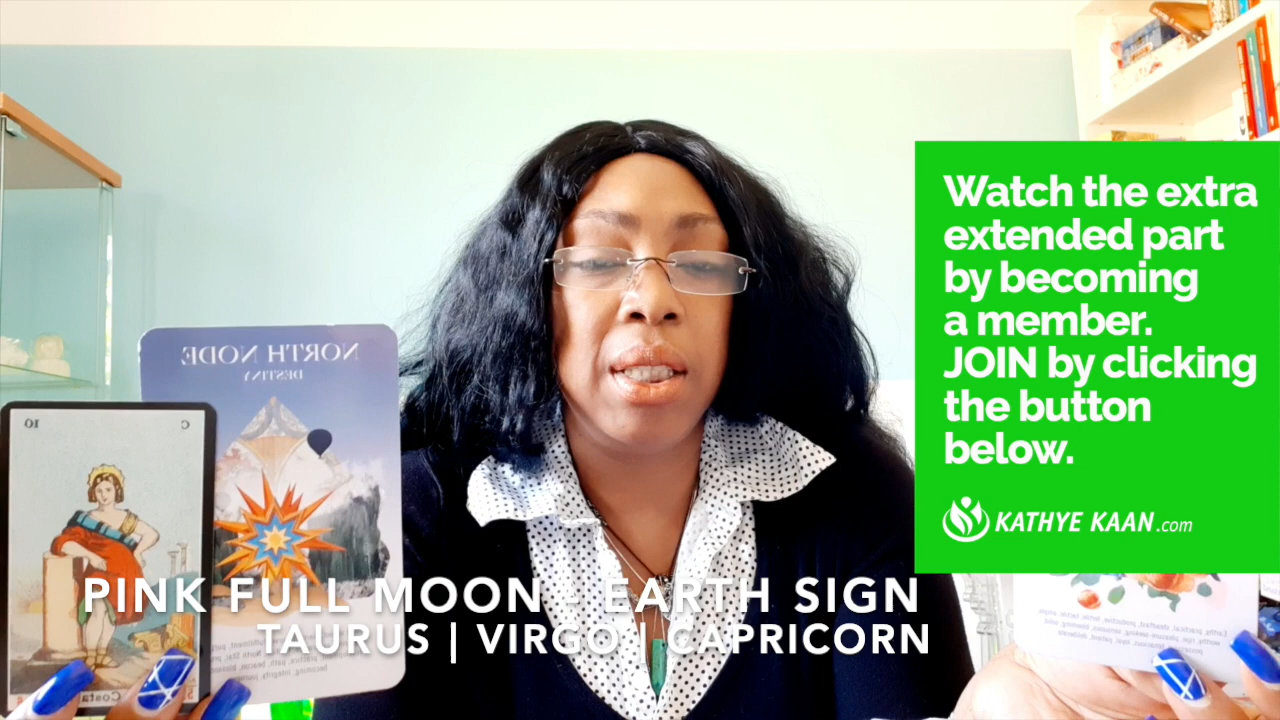 NORTH NODE
DESTINY
10 C
Watch the extra
extended part
by becoming
a member.
JOIN by clicking
the button
below.
KATHYE KAAN.com
PINK FULL MOON - EARTH SIGN
TAURUS | VIRGO | CAPRICORN